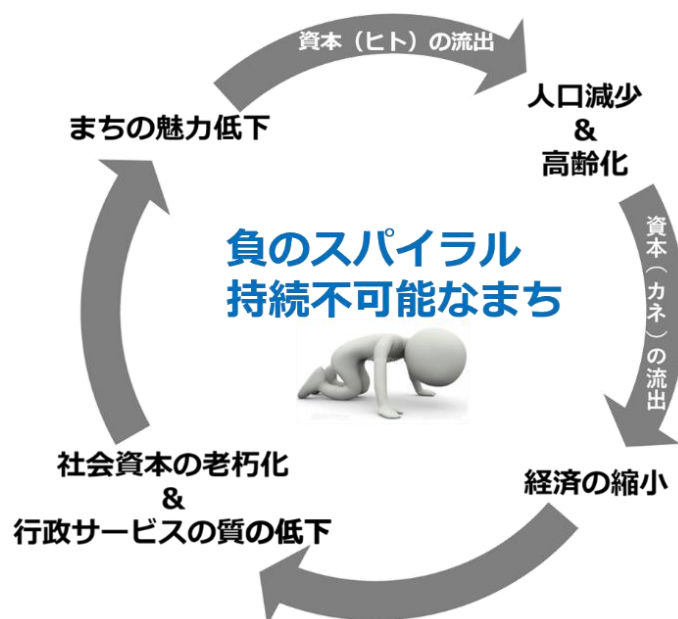 資本（ヒト）の流出
人口減少
&
高齢化
まちの魅力低下
資本（カネ）の流出
負のスパイラル
持続不可能なまち
経済の縮小
社会資本の老朽化
&
行政サービスの質の低下